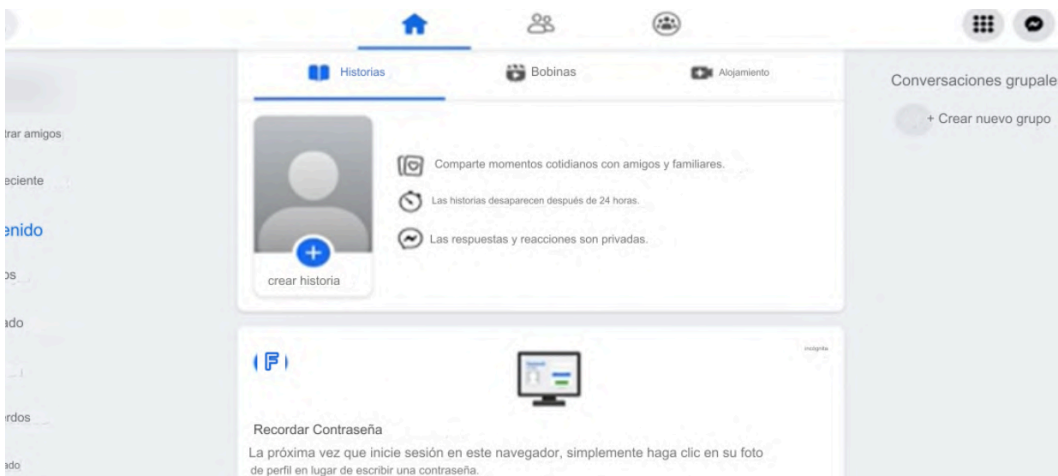 Historias
Bobinas
Alojamiento
Conversaciones grupale
+ Crear nuevo grupo
trar amigos
eciente
enido
os
ado
rdos
ado
Comparte momentos cotidianos con amigos y familiares.
Las historias desaparecen después de 24 horas.
Las respuestas y reacciones son privadas.
crear historia
F
Recordar Contraseña
La próxima vez que inicie sesión en este navegador, simplemente haga clic en su foto
de perfil en lugar de escribir una contraseña.